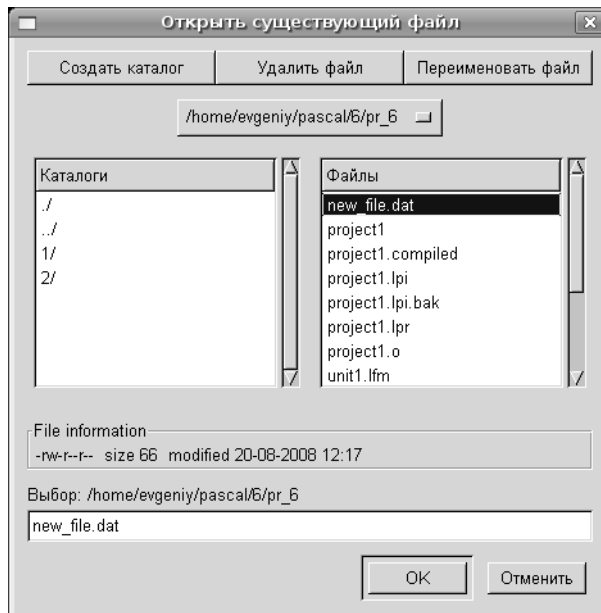 Открыть существующий файл
Создать каталог Удалить файл Переименовать файл
/home/evgeniy/pascal/6/pr_6
Каталоги
./
../
1/
2/
Файлы
new_file.dat
project1
project1.compiled
project1.lpi
project1.lpi.bak
project1.lpr
project1.o
unit1.lfm
File information
-rw-r--r-- size 66 modified 20-08-2008 12:17
Выбор: /home/evgeniy/pascal/6/pr_6
new_file.dat
OK Отменить